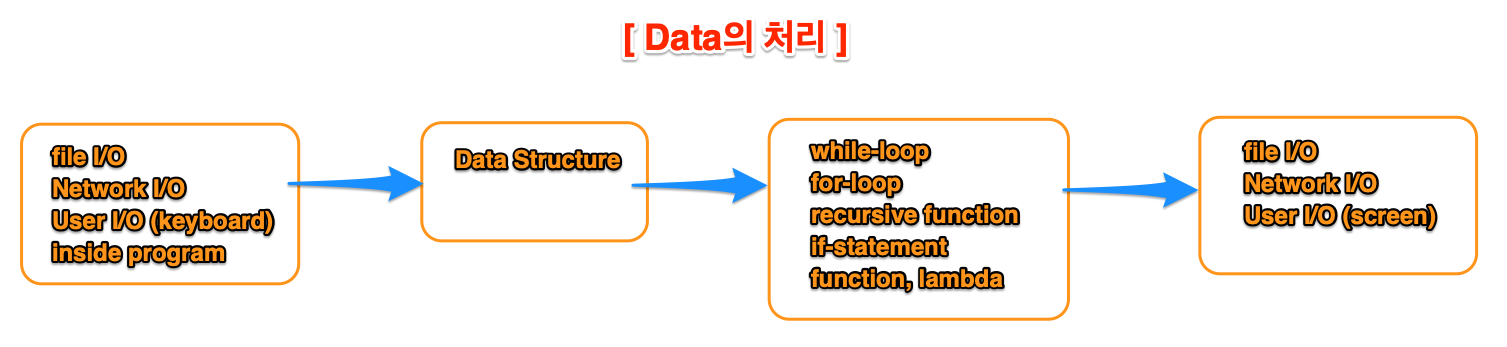 [ Data의 처리 ]
file I/O
Network I/O
User I/O (keyboard)
inside program
Data Structure
while-loop
for-loop
recursive function
if-statement
function, lambda
file I/O
Network I/O
User I/O (screen)